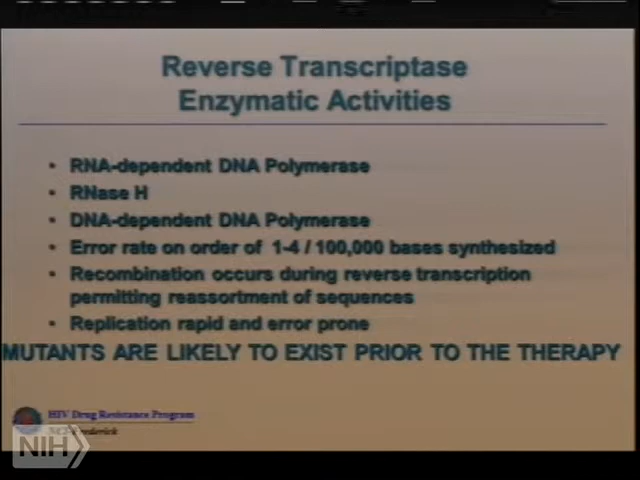 Reverse Transcriptase
Enzymatic Activities
• RNA-dependent DNA Polymerase
• RNase H
• DNA-dependent DNA Polymerase
• Error rate on order of 1-4 / 100,000 bases synthesized
• Recombination occurs during reverse transcription
permitting reassortment of sequences
• Replication rapid and error prone
MUTANTS ARE LIKELY TO EXIST PRIOR TO THE THERAPY
HIV Drug Resistance Program
NIH